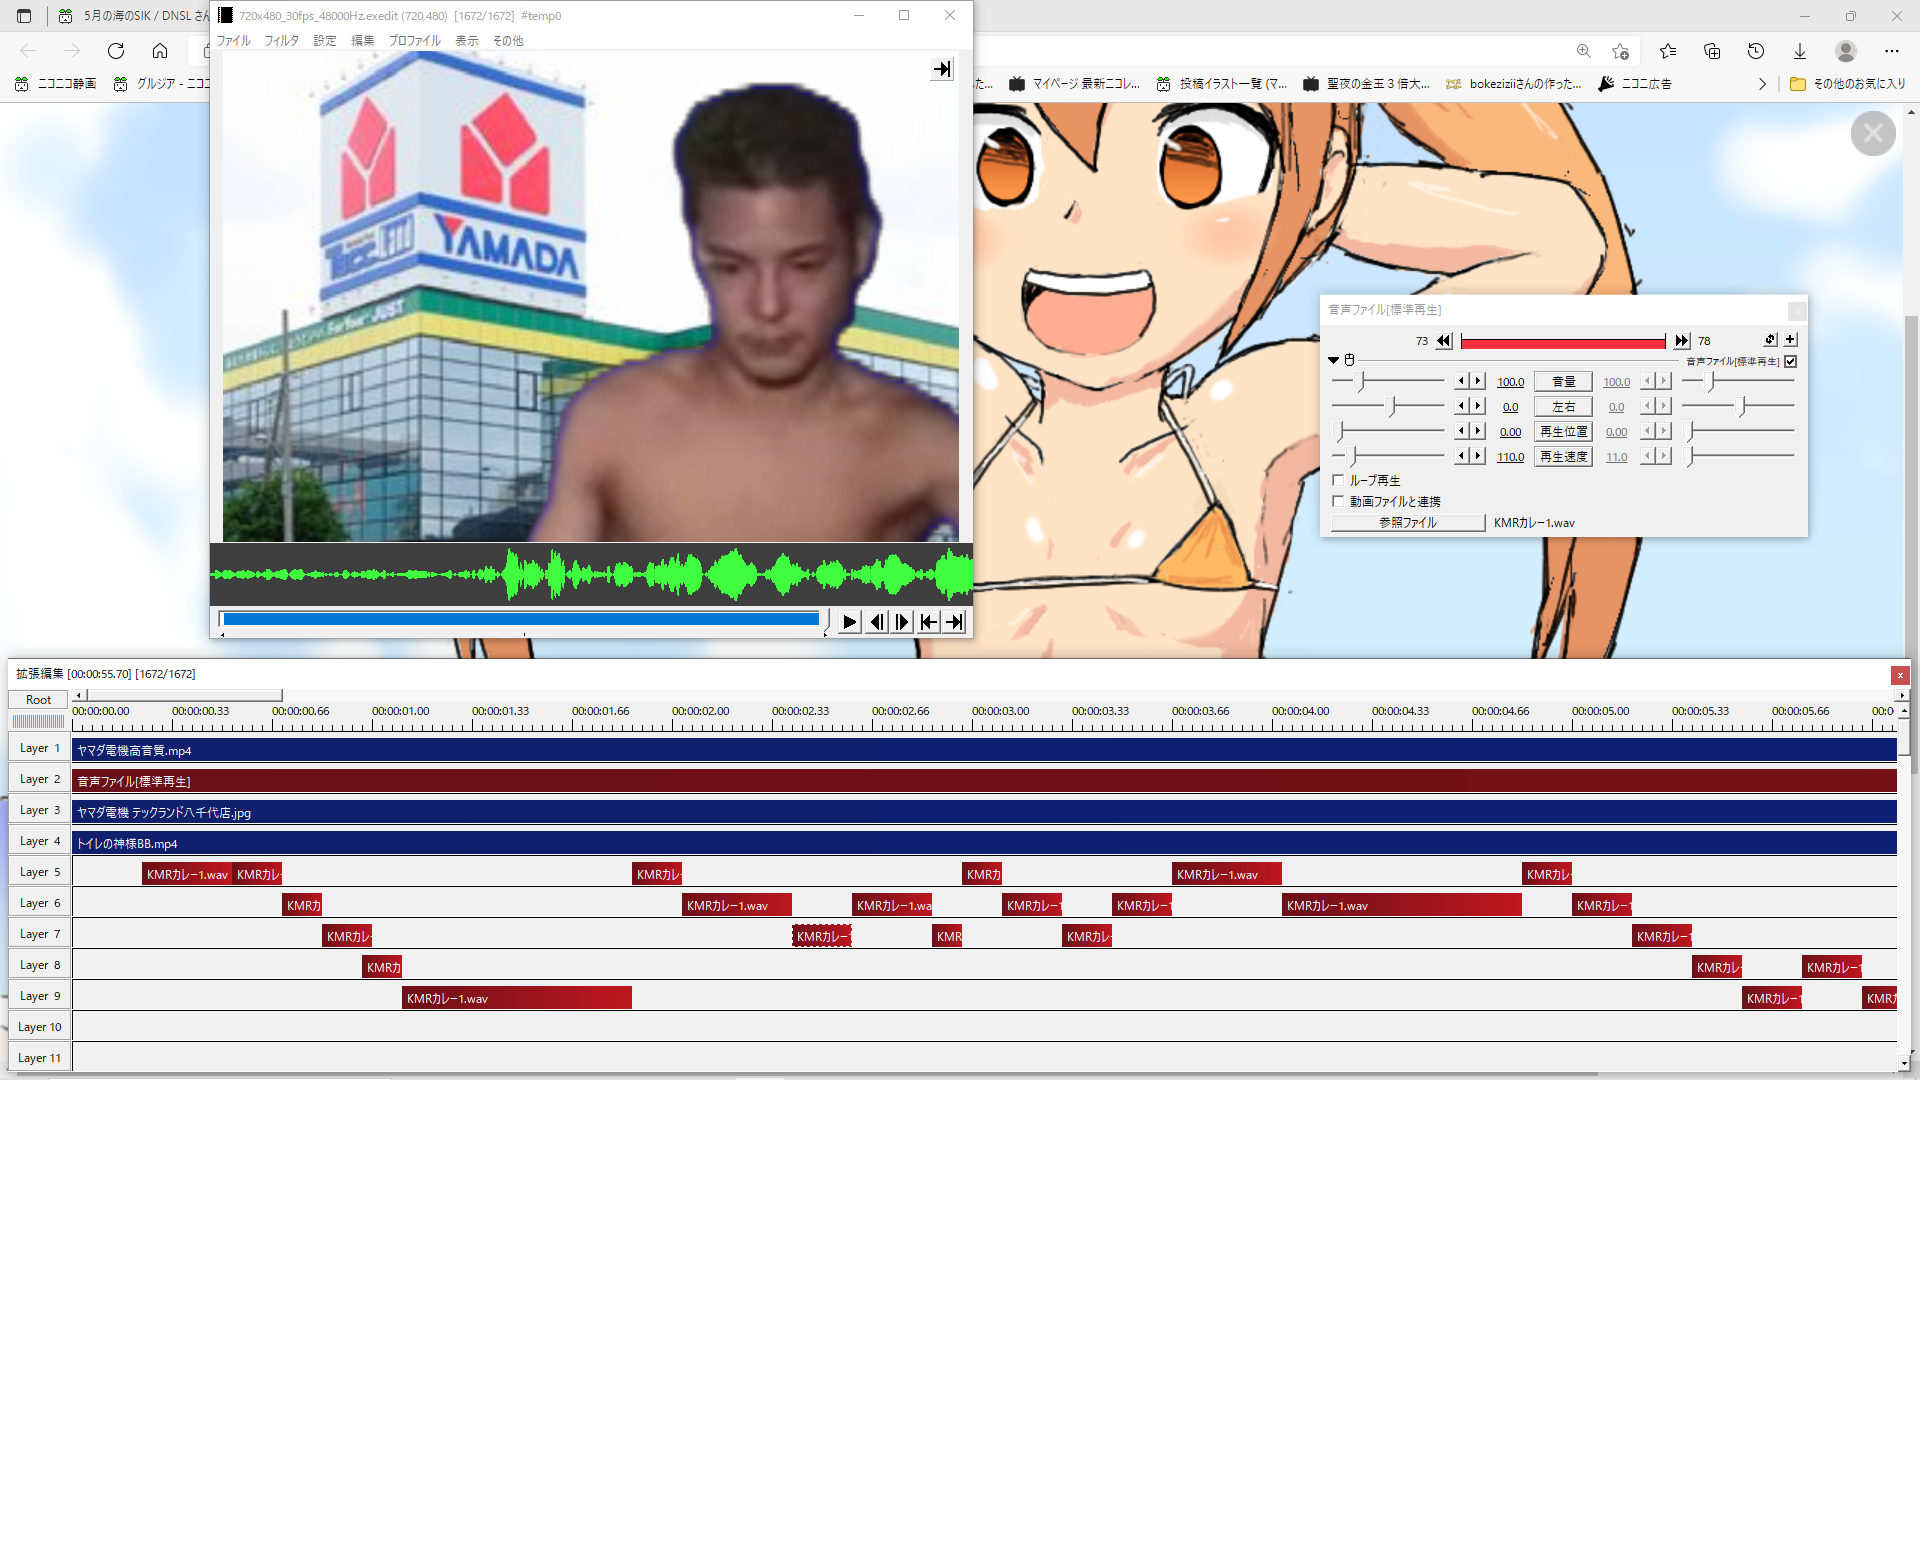 5月の海のSIK / DNSL さん
720x480_30fps_48000Hz.exedit (720,480) [1672/1672] #temp0
ファイル フィルタ 設定 編集 プロファイル 表示 その他
ニコニコ静画
グルジア - ニコニ
た...
マイページ 最新ニコレ...
投稿イラスト一覧 (マ...
聖夜の金玉３倍大...
bokeziziiさんの作った...
ニコニ広告
その他のお気に入り
YAMADA
For Your JUST
音声ファイル[標準再生]
73 78
音声ファイル[標準再生]
100.0 音量 100.0
0.0 左右 0.0
0.00 再生位置 0.00
110.0 再生速度 11.0
ループ再生
動画ファイルと連携
参照ファイル KMRカレー1.wav
拡張編集 [00:00:55.70] [1672/1672]
Root
00:00:00.00 00:00:00.33 00:00:00.66 00:00:01.00 00:00:01.33 00:00:01.66 00:00:02.00 00:00:02.33 00:00:02.66 00:00:03.00 00:00:03.33 00:00:03.66 00:00:04.00 00:00:04.33 00:00:04.66 00:00:05.00 00:00:05.33 00:00:05.66 00:0
Layer 1 ヤマダ電機高音質.mp4
Layer 2 音声ファイル[標準再生]
Layer 3 ヤマダ電機 テックランド八千代店.jpg
Layer 4 トイレの神様BB.mp4
Layer 5 KMRカレー1.wav KMRカレー KMRカレー KMRカ KMRカレー1.wav KMRカレー
Layer 6 KMRカ KMRカレー1.wav KMRカレー1.wa KMRカレー1 KMRカレー1 KMRカレー1.wav KMRカレー1
Layer 7 KMRカレー KMRカレー1 KMR KMRカレー KMRカレー1
Layer 8 KMRカ KMRカレー KMRカレー1
Layer 9 KMRカレー1.wav KMRカレー1 KMRカ
Layer 10
Layer 11